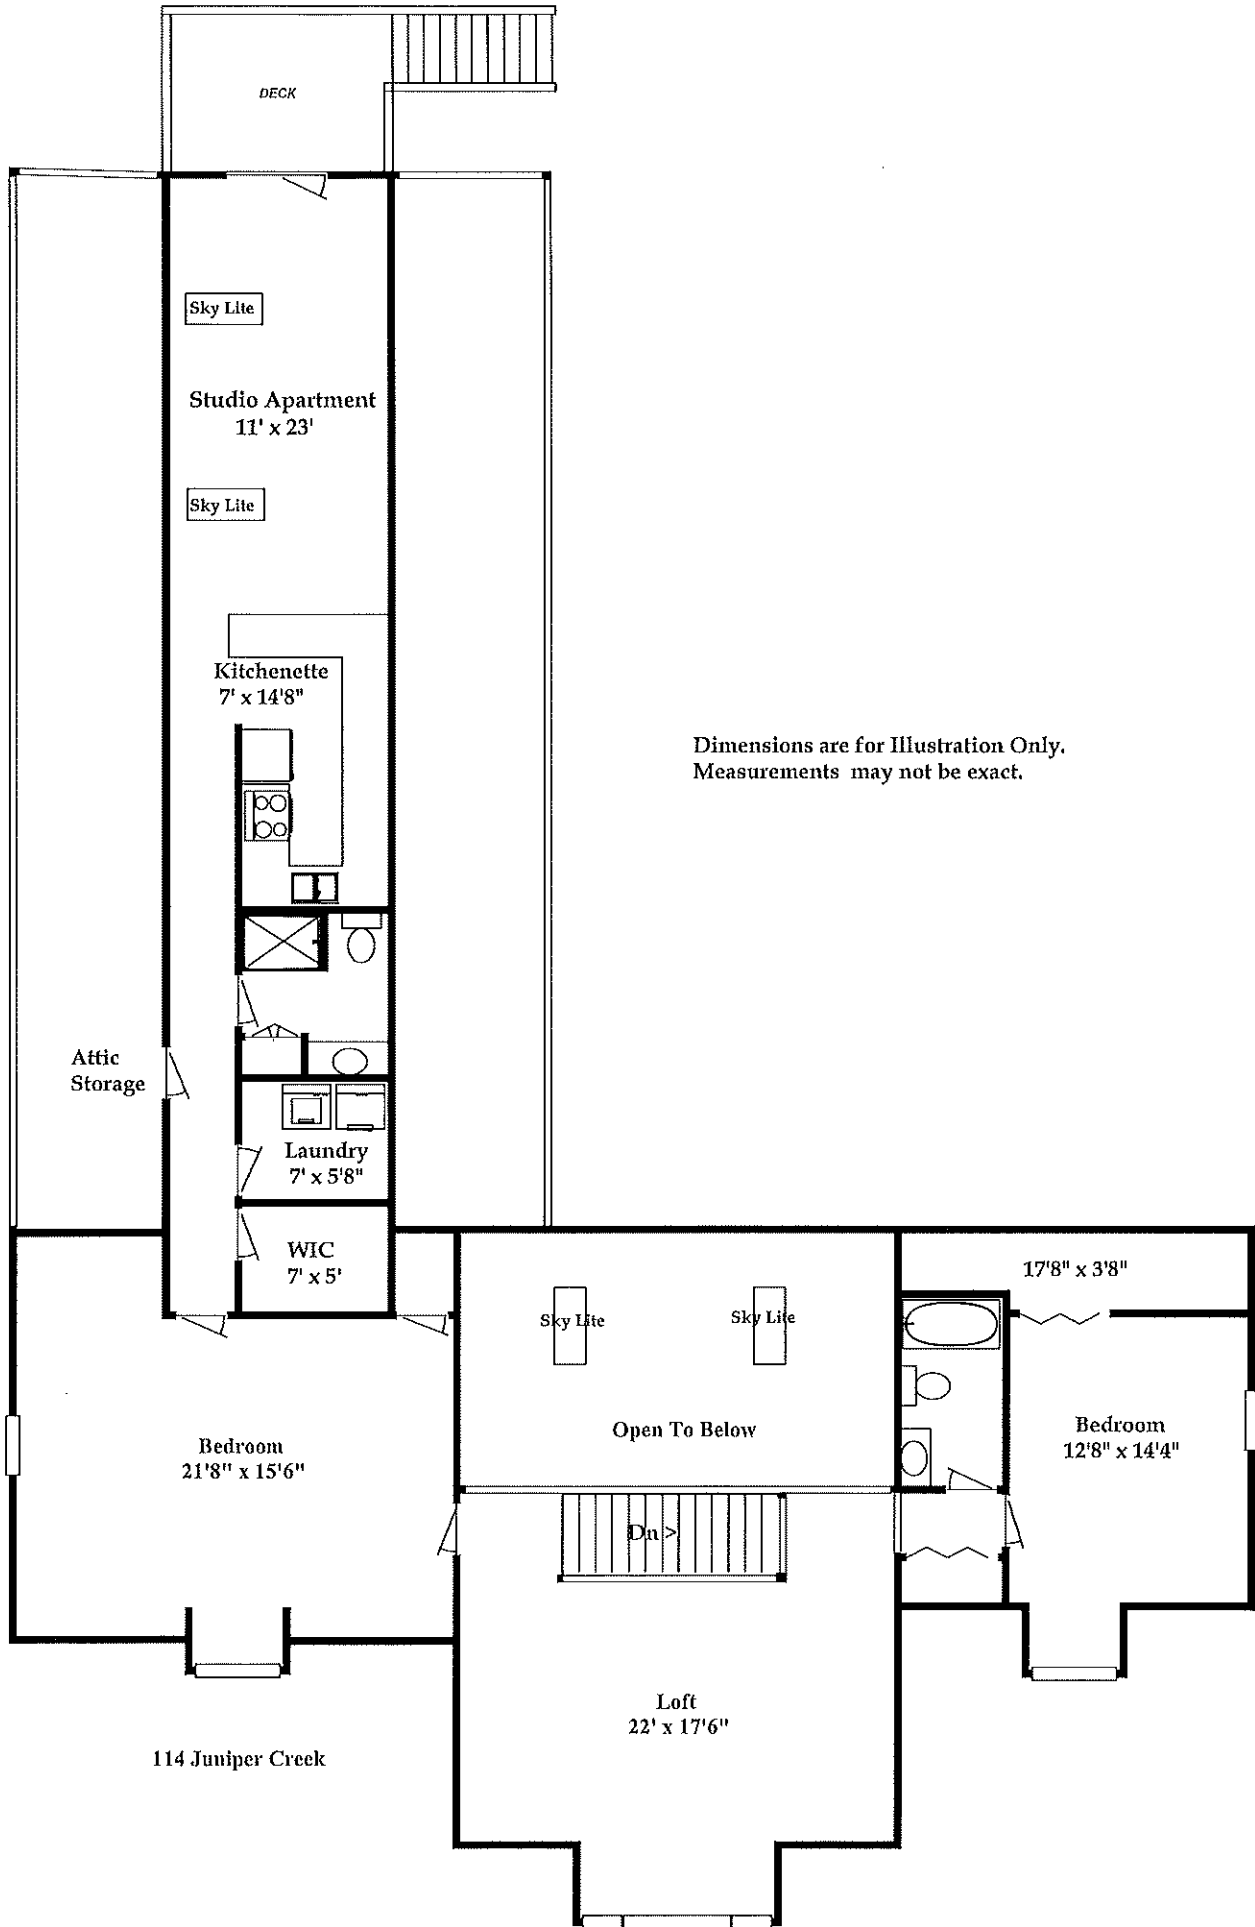 DECK
Sky Lite
Studio Apartment
11' x 23'
Sky Lite
Kitchenette
7' x 14'8"
Dimensions are for Illustration Only.
Measurements may not be exact.
Attic
Storage
Laundry
7' x 5'8"
WIC
7' x 5'
17'8" x 3'8"
Sky Lite
Sky Lite
Open To Below
Bedroom
12'8" x 14'4"
Bedroom
21'8" x 15'6"
Dn >
Loft
22' x 17'6"
114 Juniper Creek